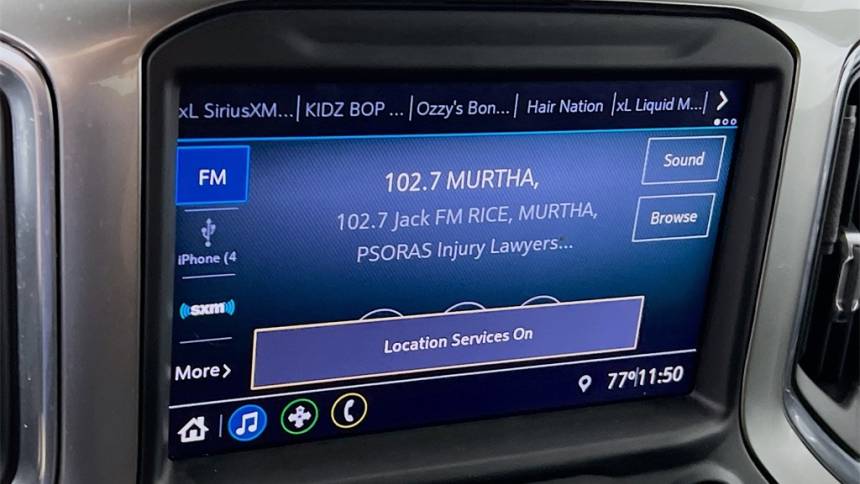 xL SiriusXM... KIDZ BOP ... Ozzy's Bon... Hair Nation xL Liquid M...
FM
102.7 MURTHA,
Sound
102.7 Jack FM RICE, MURTHA,
Browse
PSORAS Injury Lawyers...
iPhone (4
sxm
Location Services On
More
77° 11:50